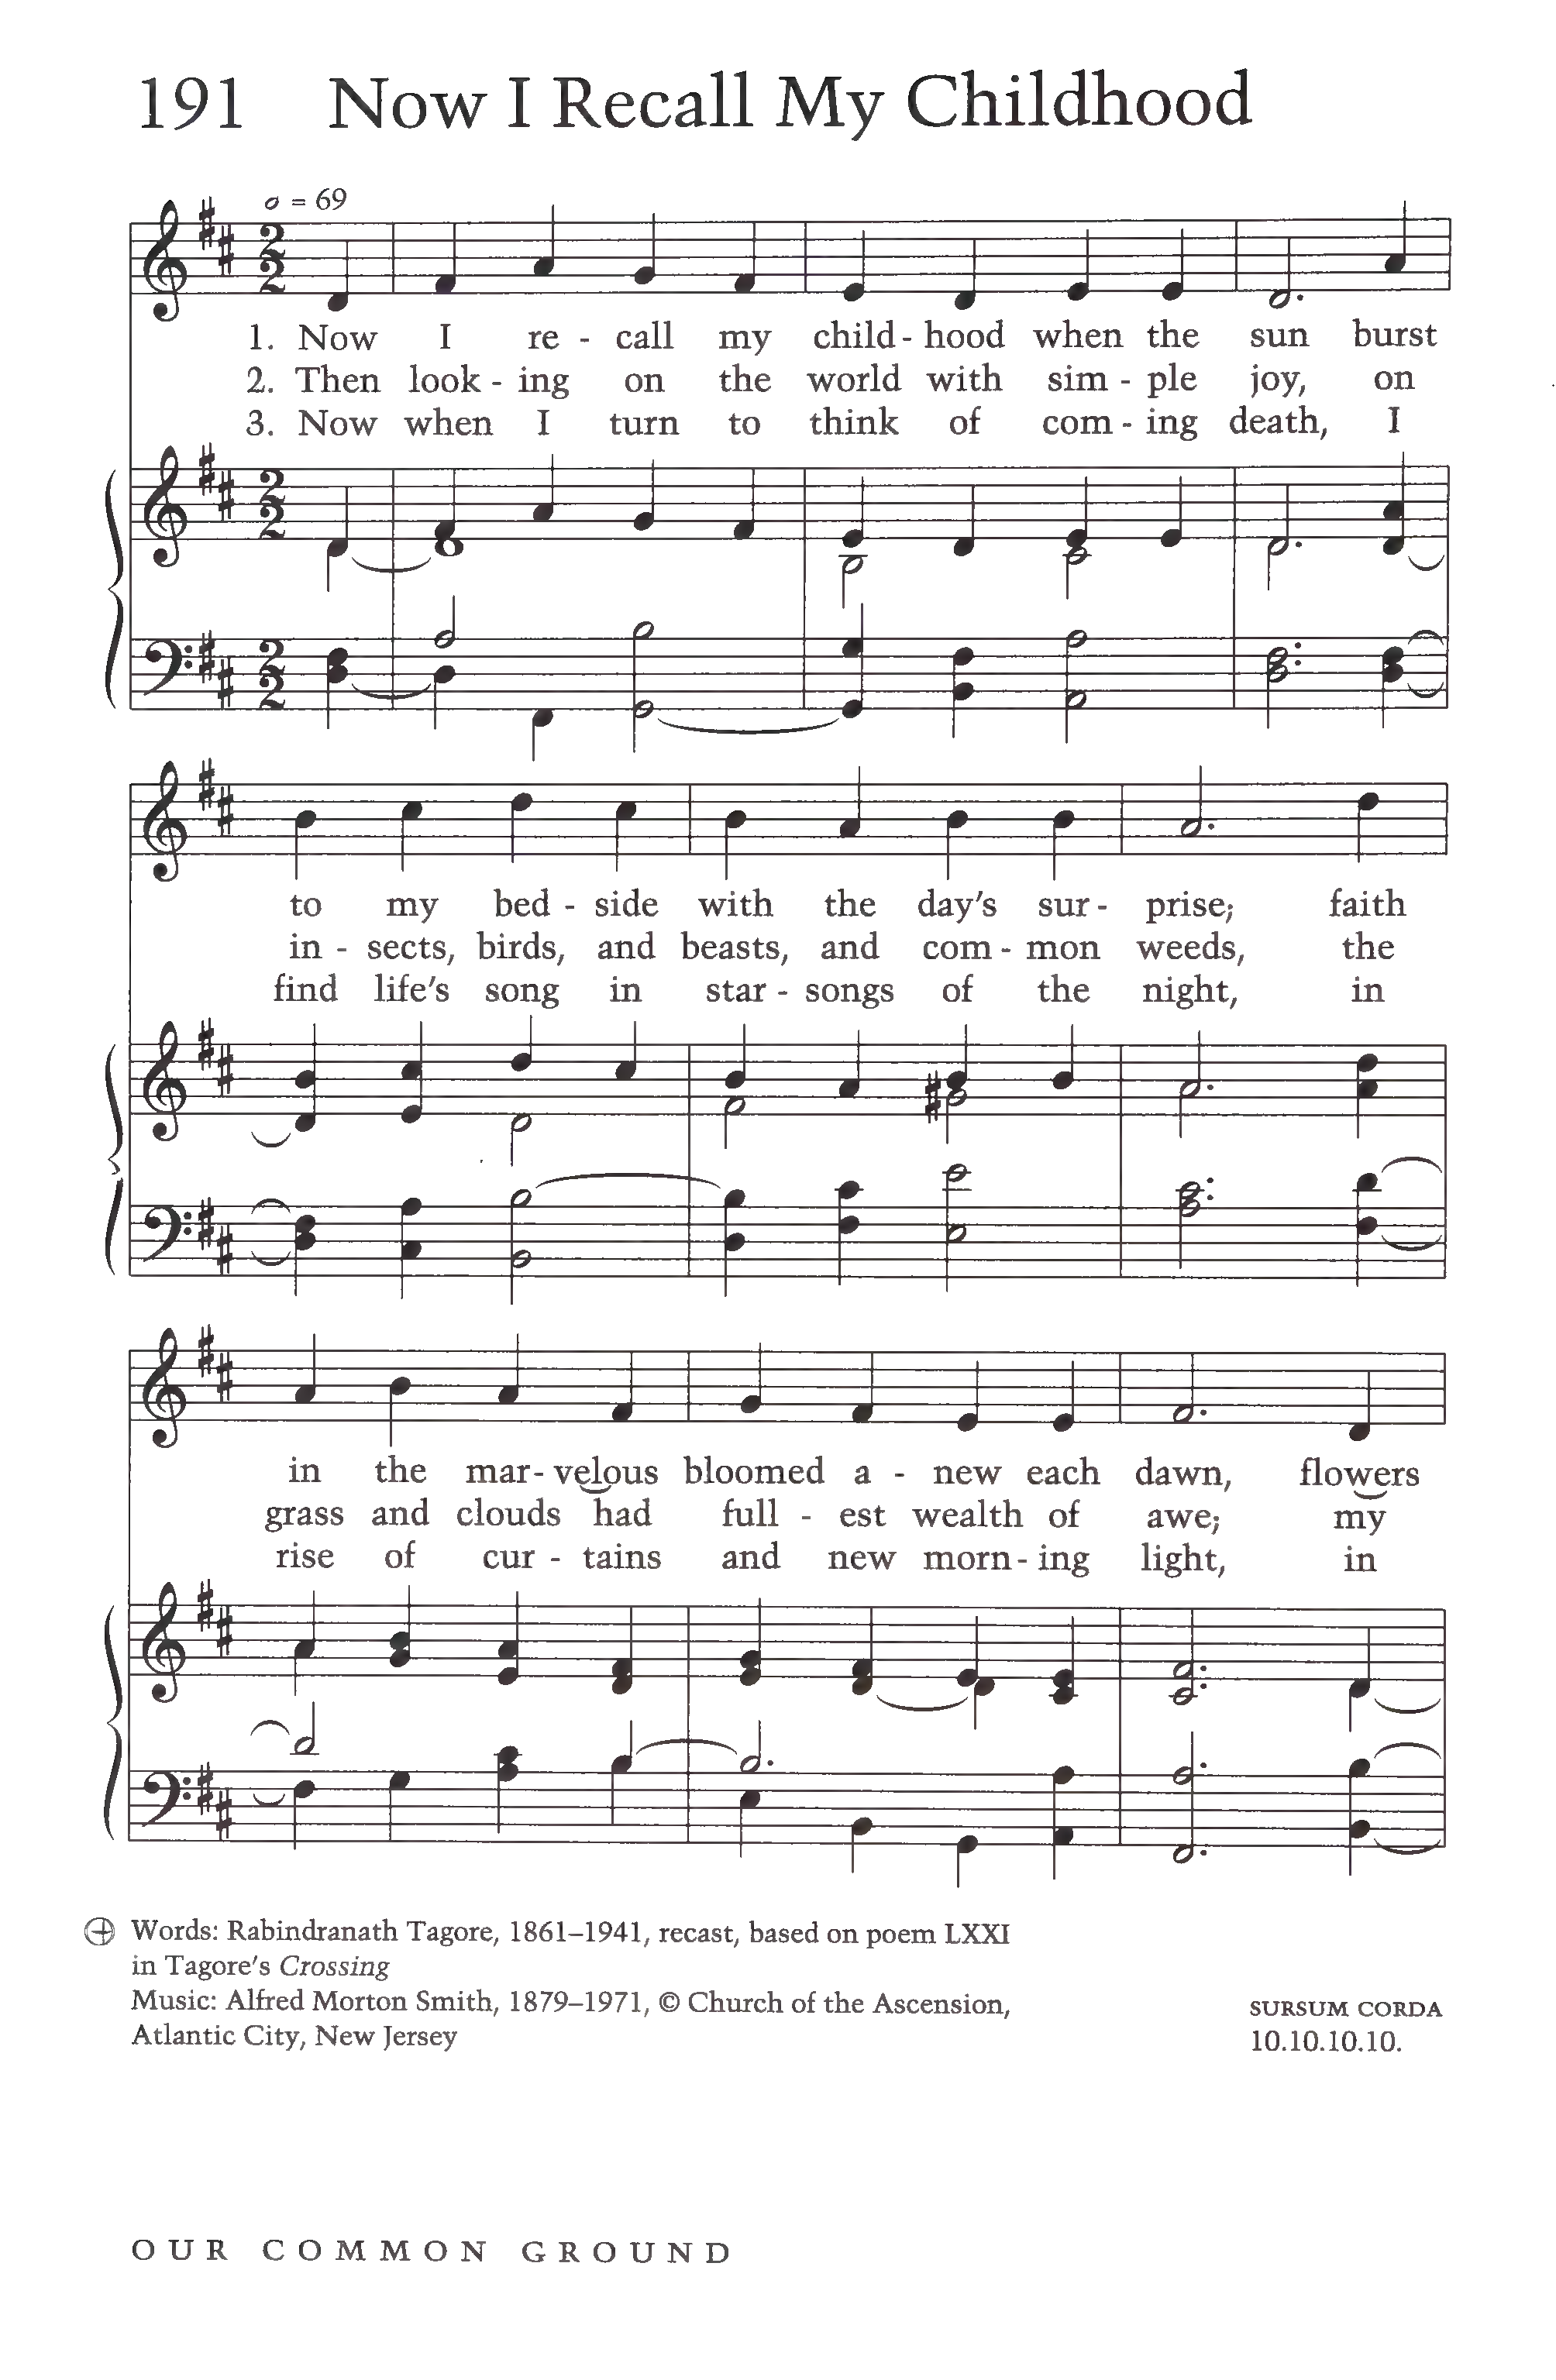 191 Now I Recall My Childhood
𝅗𝅥 = 69
1. Now I re - call my child - hood when the sun burst
2. Then look - ing on the world with sim - ple joy, on
3. Now when I turn to think of com - ing death, I
to my bed - side with the day's sur - prise; faith
in - sects, birds, and beasts, and com - mon weeds, the
find life's song in star - songs of the night, in
in the mar - velous bloomed a - new each dawn, flowers
grass and clouds had full - est wealth of awe; my
rise of cur - tains and new morn - ing light, in
Words: Rabindranath Tagore, 1861–1941, recast, based on poem LXXI
in Tagore's Crossing
Music: Alfred Morton Smith, 1879–1971, © Church of the Ascension,
Atlantic City, New Jersey
SURSUM CORDA
10.10.10.10.
OUR COMMON GROUND